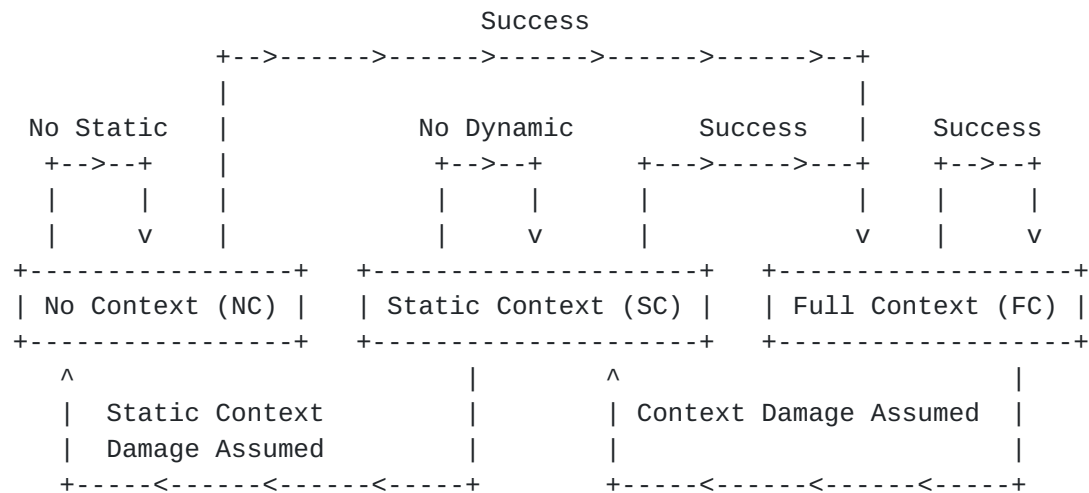 Success
+-->------>------>------>------>------>------>--+
|                                               |
No Static | No Dynamic Success | Success
+-->--+ | +-->--+ +--->----->---+ +-->--+
| | | | | | | | |
| v | | v | v | v
+-----------------+ +---------------------+ +-------------------+
| No Context (NC) | | Static Context (SC) | | Full Context (FC) |
+-----------------+ +---------------------+ +-------------------+
^ | ^ |
| Static Context | | Context Damage Assumed |
| Damage Assumed | | |
+-----<------<------<-----+ +-----<------<------<-----+